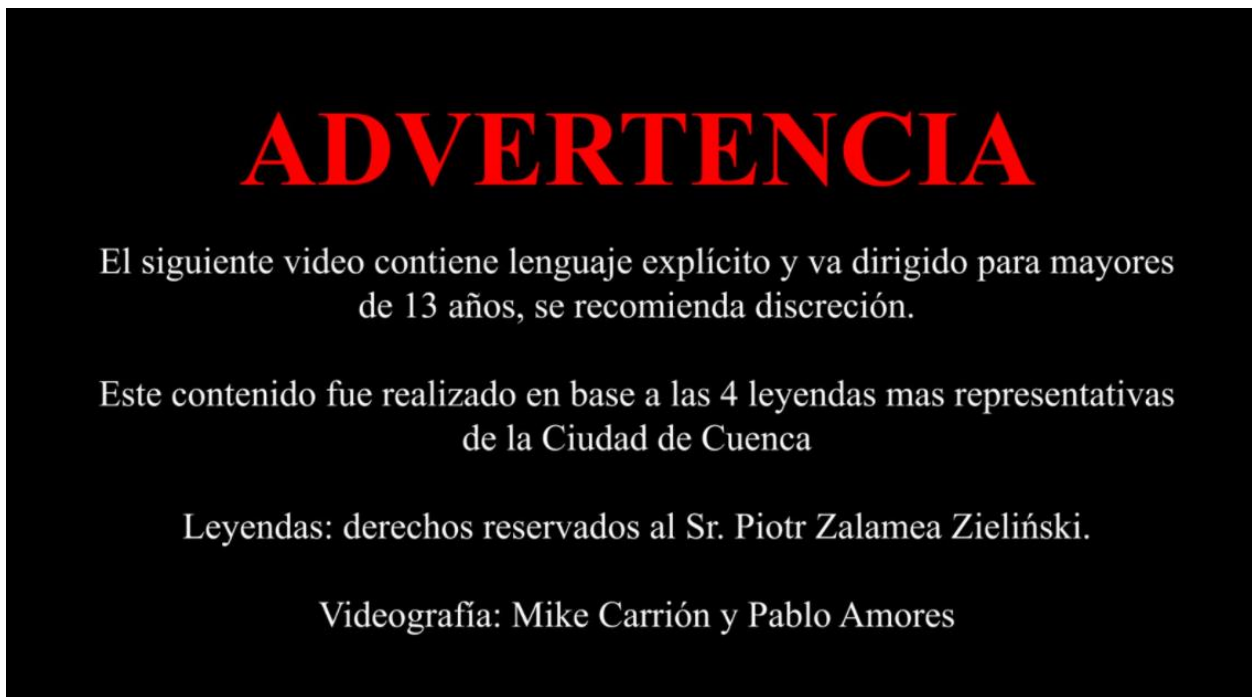 ADVERTENCIA
El siguiente video contiene lenguaje explícito y va dirigido para mayores
de 13 años, se recomienda discreción.
Este contenido fue realizado en base a las 4 leyendas mas representativas
de la Ciudad de Cuenca
Leyendas: derechos reservados al Sr. Piotr Zalamea Zieliński.
Videografía: Mike Carrión y Pablo Amores